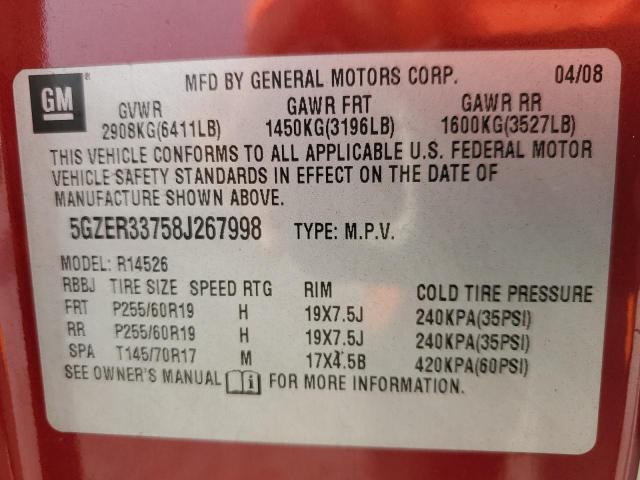 GM ® MFD BY GENERAL MOTORS CORP. 04/08
GVWR GAWR FRT GAWR RR
2908KG(6411LB) 1450KG(3196LB) 1600KG(3527LB)
THIS VEHICLE CONFORMS TO ALL APPLICABLE U.S. FEDERAL MOTOR
VEHICLE SAFETY STANDARDS IN EFFECT ON THE DATE OF
MANUFACTURE SHOWN ABOVE.
5GZER33758J267998 TYPE: M.P.V.
MODEL: R14526
RBBJ TIRE SIZE SPEED RTG RIM COLD TIRE PRESSURE
FRT P255/60R19 H 19X7.5J 240KPA(35PSI)
RR P255/60R19 H 19X7.5J 240KPA(35PSI)
SPA T145/70R17 M 17X4.5B 420KPA(60PSI)
SEE OWNER'S MANUAL i FOR MORE INFORMATION.